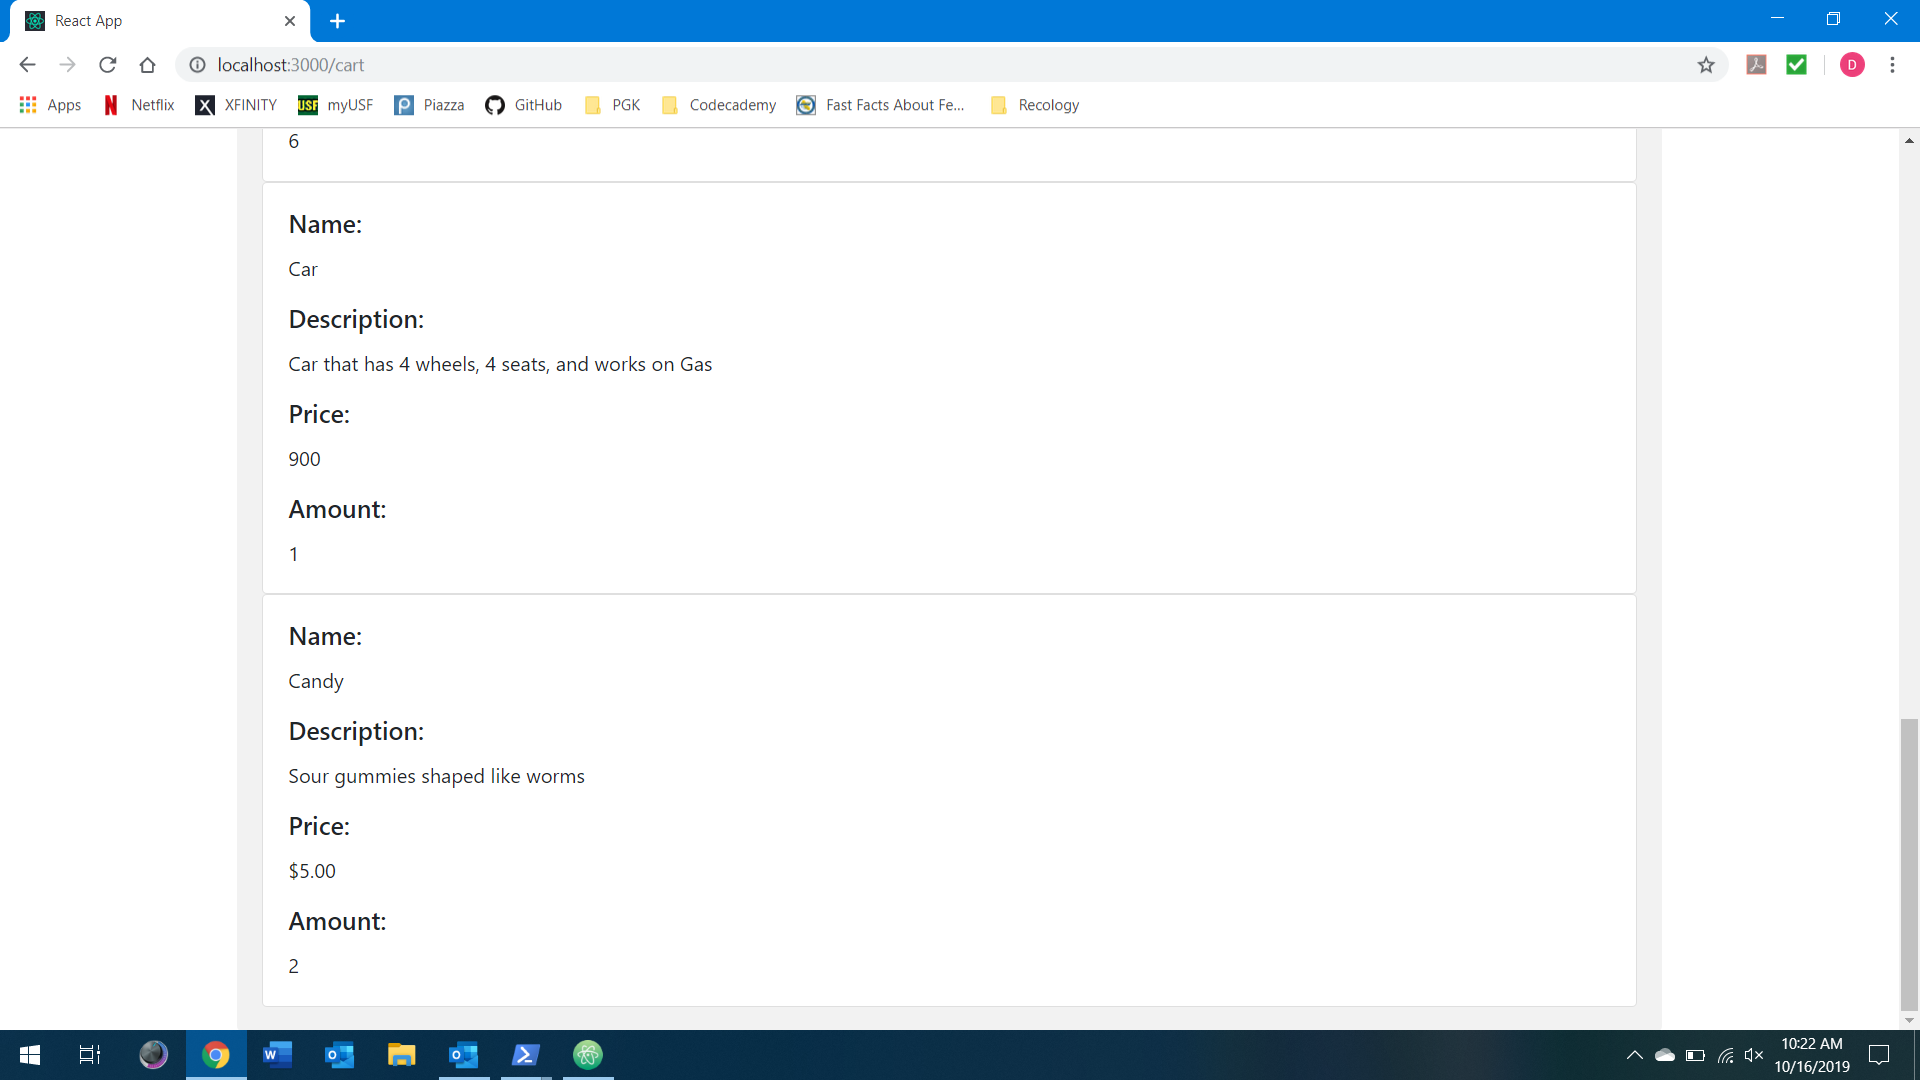 React App
localhost:3000/cart
D
Apps
N Netflix
X XFINITY
USF myUSF
P Piazza
GitHub
PGK
Codecademy
Fast Facts About Fe...
Recology
6
Name:
Car
Description:
Car that has 4 wheels, 4 seats, and works on Gas
Price:
900
Amount:
1
Name:
Candy
Description:
Sour gummies shaped like worms
Price:
$5.00
Amount:
2
10:22 AM
10/16/2019